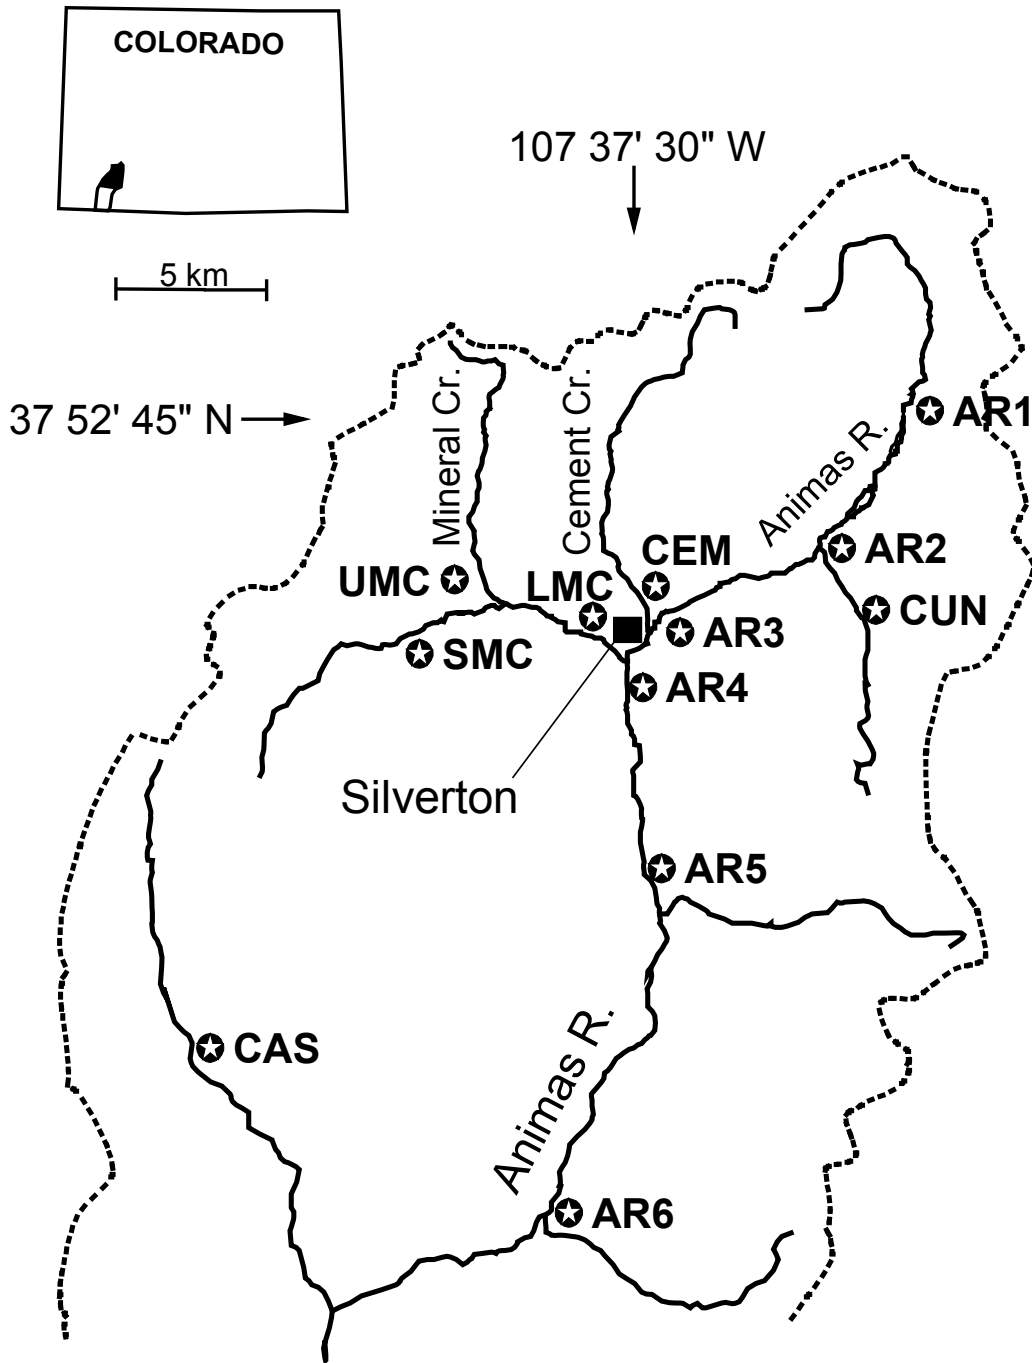 COLORADO
107 37' 30" W
5 km
37 52' 45" N
Mineral Cr.
Cement Cr.
Animas R.
AR1
AR2
CEM
UMC
LMC
CUN
AR3
SMC
AR4
Silverton
AR5
CAS
Animas R.
AR6